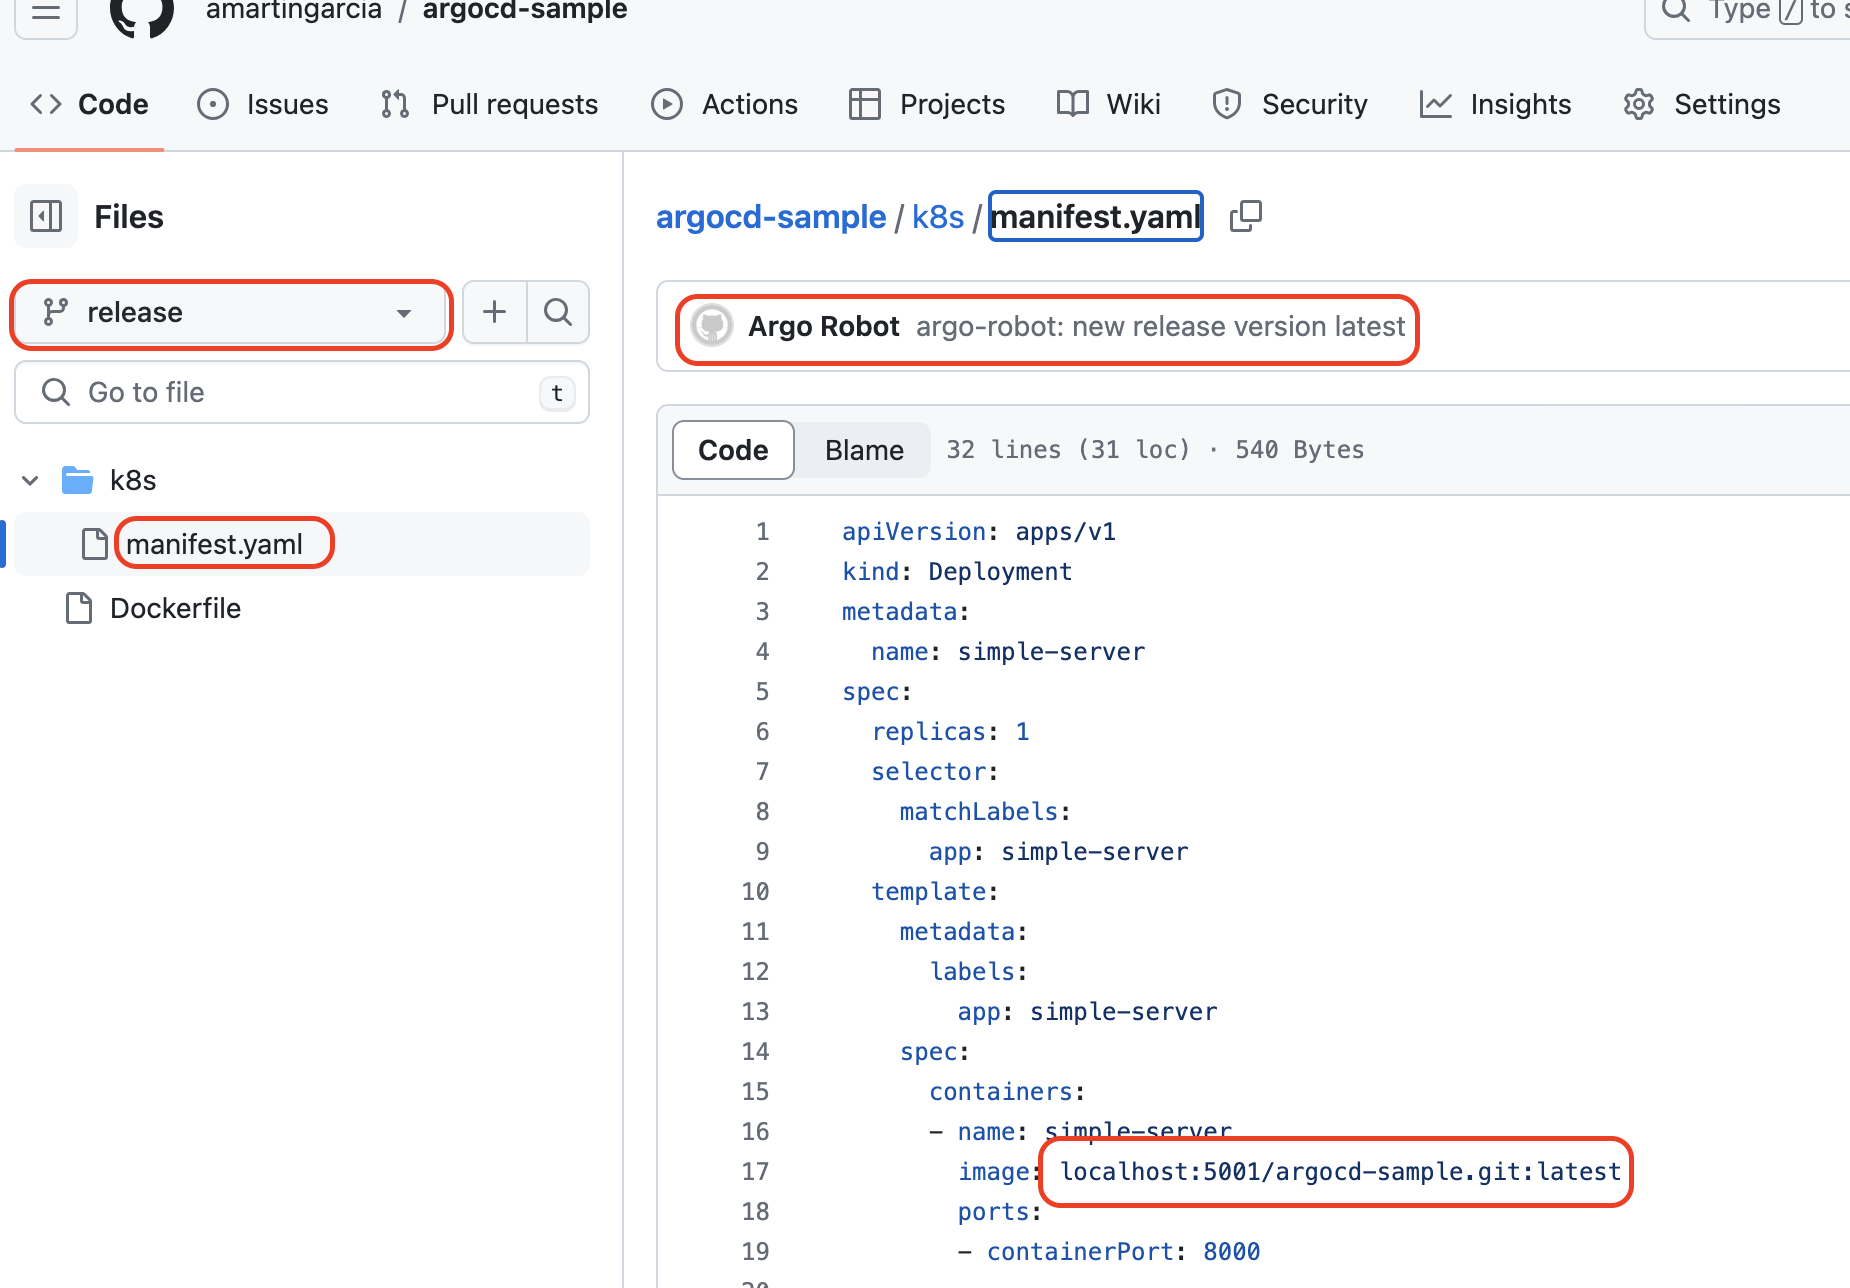 amartingarcia / argocd-sample
Type / to s
Code Issues Pull requests Actions Projects Wiki Security Insights Settings
Files
release
Go to file t
k8s
manifest.yaml
Dockerfile
argocd-sample / k8s / manifest.yaml
Argo Robot argo-robot: new release version latest
Code Blame 32 lines (31 loc) · 540 Bytes
1 apiVersion: apps/v1
2 kind: Deployment
3 metadata:
4   name: simple-server
5 spec:
6   replicas: 1
7   selector:
8     matchLabels:
9       app: simple-server
10   template:
11     metadata:
12       labels:
13         app: simple-server
14     spec:
15       containers:
16       - name: simple-server
17         image: localhost:5001/argocd-sample.git:latest
18         ports:
19         - containerPort: 8000
20